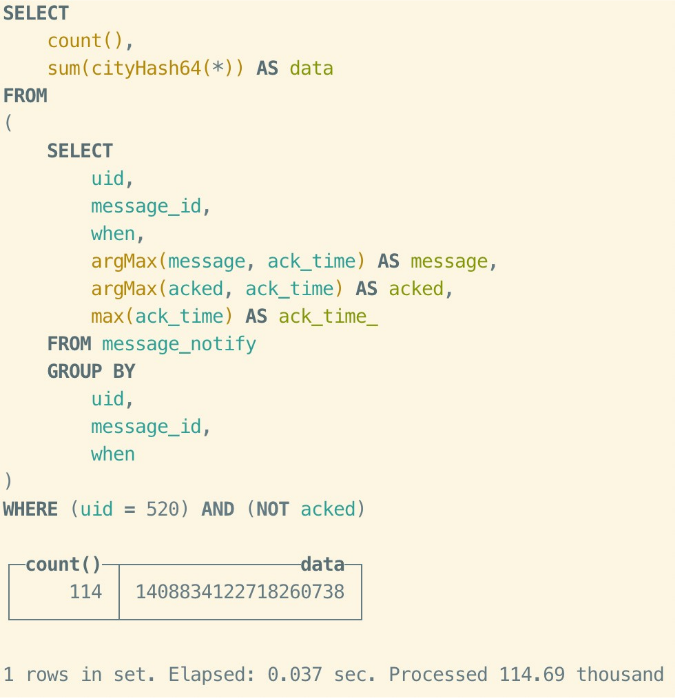 SELECT
count(),
sum(cityHash64(*)) AS data
FROM
(
SELECT
uid,
message_id,
when,
argMax(message, ack_time) AS message,
argMax(acked, ack_time) AS acked,
max(ack_time) AS ack_time_
FROM message_notify
GROUP BY
uid,
message_id,
when
)
WHERE (uid = 520) AND (NOT acked)
count() data
114 1408834122718260738
1 rows in set. Elapsed: 0.037 sec. Processed 114.69 thousand